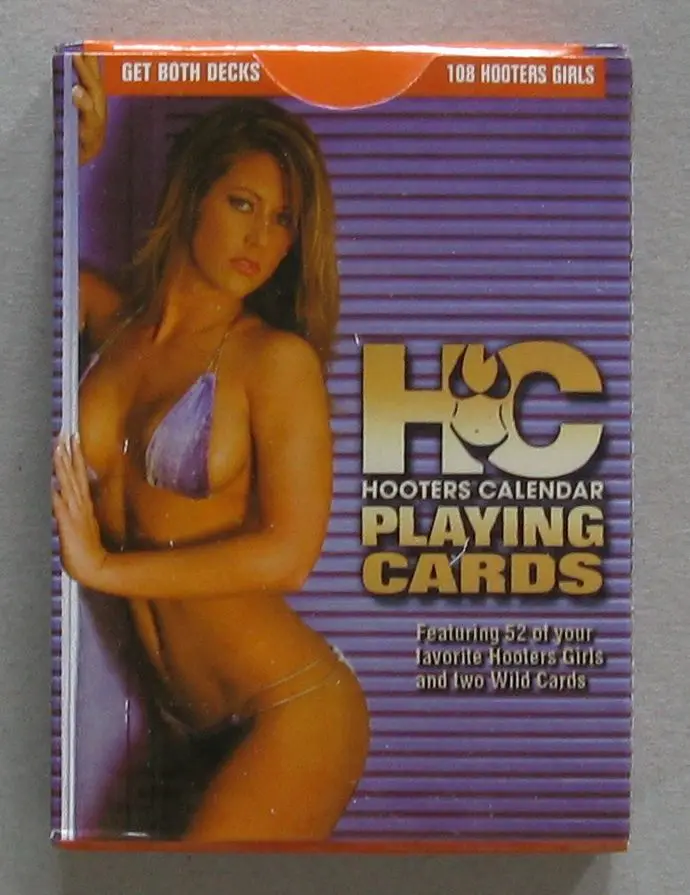 GET BOTH DECKS
108 HOOTERS GIRLS
HC
HOOTERS CALENDAR
PLAYING
CARDS
Featuring 52 of your
favorite Hooters Girls
and two Wild Cards